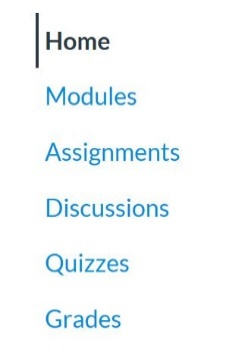 Home
Modules
Assignments
Discussions
Quizzes
Grades